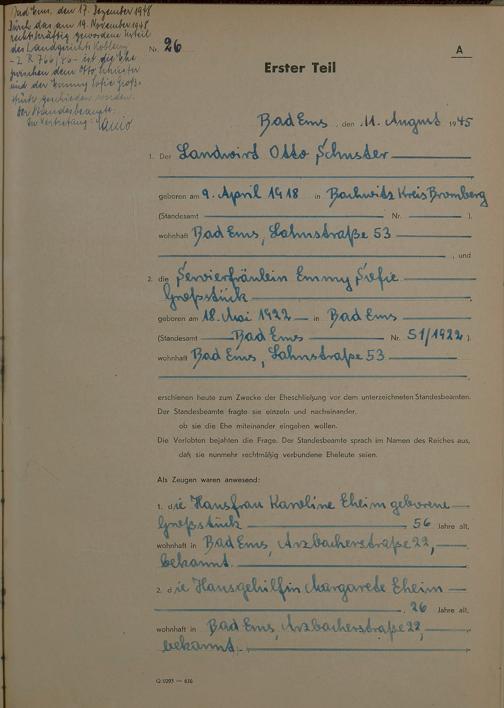 Bad Ems, den 17. Dezember 1948
Durch das am 19. November 1948
rechtskräftig gewordene Urteil
des Landgerichts Koblenz
ist die Ehe
zwischen dem Otto Schuster
und der Emmy Sofie Groß-
stück geschieden worden.
Der Standesbeamte:
In Vertretung:
Nr. 26
A
Erster Teil
Bad Ems, den 11. August 1945
1. Der Landwirt Otto Schuster
geboren am 9. April 1918 in Bachwitz Kreis Bromberg
(Standesamt Nr. ).
wohnhaft Bad Ems, Lahnstraße 53
, und
2. die Servierfräulein Emmy Sofie
Großstück
geboren am 18. Mai 1922 in Bad Ems
(Standesamt Bad Ems Nr. 51/1922).
wohnhaft Bad Ems, Lahnstraße 53
erschienen heute zum Zwecke der Eheschließung vor dem unterzeichneten Standesbeamten.
Der Standesbeamte fragte sie einzeln und nacheinander,
ob sie die Ehe miteinander eingehen wollen.
Die Verlobten bejahten die Frage. Der Standesbeamte sprach im Namen des Reiches aus,
daß sie nunmehr rechtmäßig verbundene Eheleute seien.
Als Zeugen waren anwesend:
1. die Hausfrau Karoline Eheim geborene
Großstück 56 Jahre alt,
wohnhaft in Bad Ems, Arzbacherstraße 22,
bekannt.
2. die Hausgehilfin Margarete Eheim
, 26 Jahre alt,
wohnhaft in Bad Ems, Arzbacherstraße 22,
bekannt.